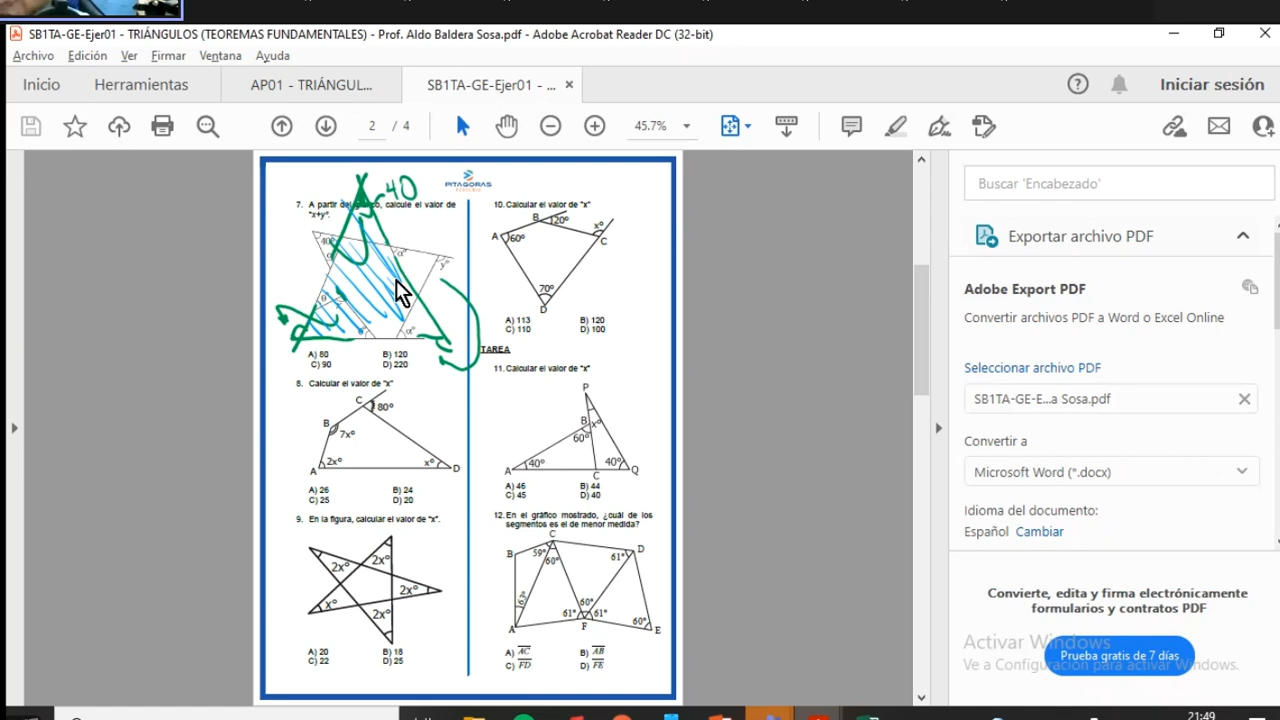 SB1TA-GE-Ejer01 - TRIÁNGULOS (TEOREMAS FUNDAMENTALES) - Prof. Aldo Baldera Sosa.pdf - Adobe Acrobat Reader DC (32-bit)
Archivo Edición Ver Firmar Ventana Ayuda
Inicio Herramientas AP01 - TRIÁNGUL... SB1TA-GE-Ejer01 - ... Iniciar sesión
2 / 4 45.7%
PITAGORAS
7. A partir del gráfico, calcule el valor de
"x+y".
40
40°
α°
y°
θ
α°
A) 80 B) 120
C) 90 D) 220
8. Calcular el valor de "x"
C 80°
B 7x°
A 2x° x° D
A) 26 B) 24
C) 25 D) 20
9. En la figura, calcular el valor de "x".
2x° 2x°
2x°
x° 2x°
A) 20 B) 18
C) 22 D) 25
10. Calcular el valor de "x"
B 120° x°
A 60° C
70°
D
A) 113 B) 120
C) 110 D) 100
TAREA
11. Calcular el valor de "x"
P
B x°
60°
A 40° 40° Q
C
A) 46 B) 44
C) 45 D) 40
12. En el gráfico mostrado, ¿cuál de los
segmentos es el de menor medida?
C
B 59° 60° 61° D
63° 61° 60° 61° 60°
A F E
A) AC B) AB
C) FD D) FE
Buscar 'Encabezado'
Exportar archivo PDF
Adobe Export PDF
Convertir archivos PDF a Word o Excel Online
Seleccionar archivo PDF
SB1TA-GE-E...a Sosa.pdf
Convertir a
Microsoft Word (*.docx)
Idioma del documento:
Español Cambiar
Convierte, edita y firma electrónicamente
formularios y contratos PDF
Activar Windows
Prueba gratis de 7 días
Ve a Configuración para activar Windows.
21:49